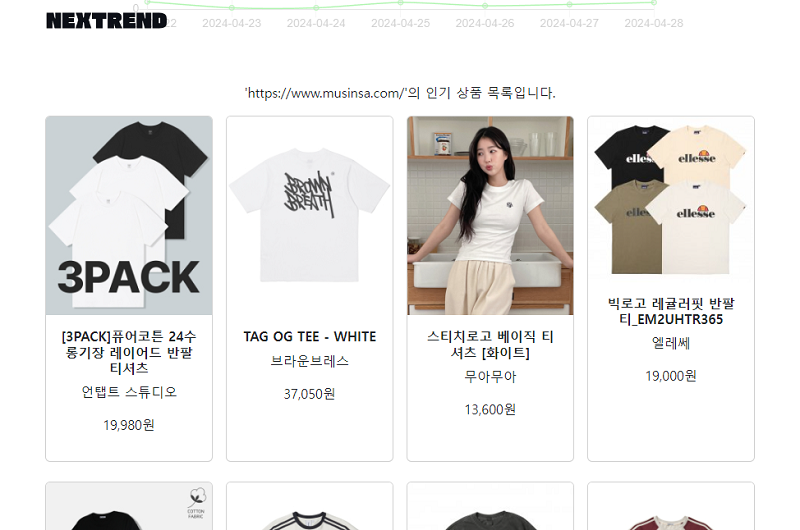 0
NEXTREND
22 2024-04-23 2024-04-24 2024-04-25 2024-04-26 2024-04-27 2024-04-28
'https://www.musinsa.com/'의 인기 상품 목록입니다.
3PACK
[3PACK]퓨어코튼 24수
롱기장 레이어드 반팔
티셔츠
언탭트 스튜디오
19,980원
BROWN
BREATH
TAG OG TEE - WHITE
브라운브레스
37,050원
스티치로고 베이직 티
셔츠 [화이트]
무아무아
13,600원
ellesse
ellesse
ellesse
ellesse
빅로고 레귤러핏 반팔
티_EM2UHTR365
엘레쎄
19,000원
COTTON
FABRIC